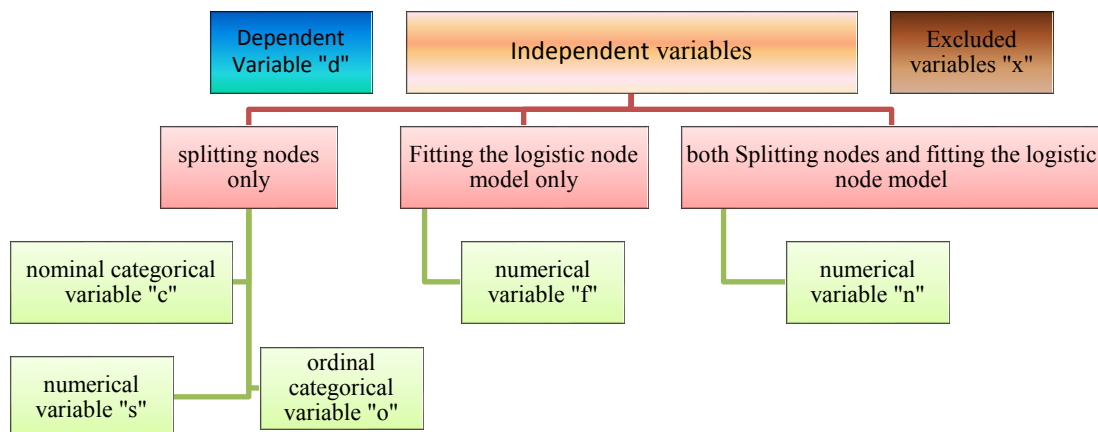 Dependent
Variable "d"
Independent variables
Excluded
variables "x"
splitting nodes
only
Fitting the logistic node
model only
both Splitting nodes and fitting the logistic
node model
nominal categorical
variable "c"
numerical
variable "f"
numerical
variable "n"
numerical
variable "s"
ordinal
categorical
variable "o"